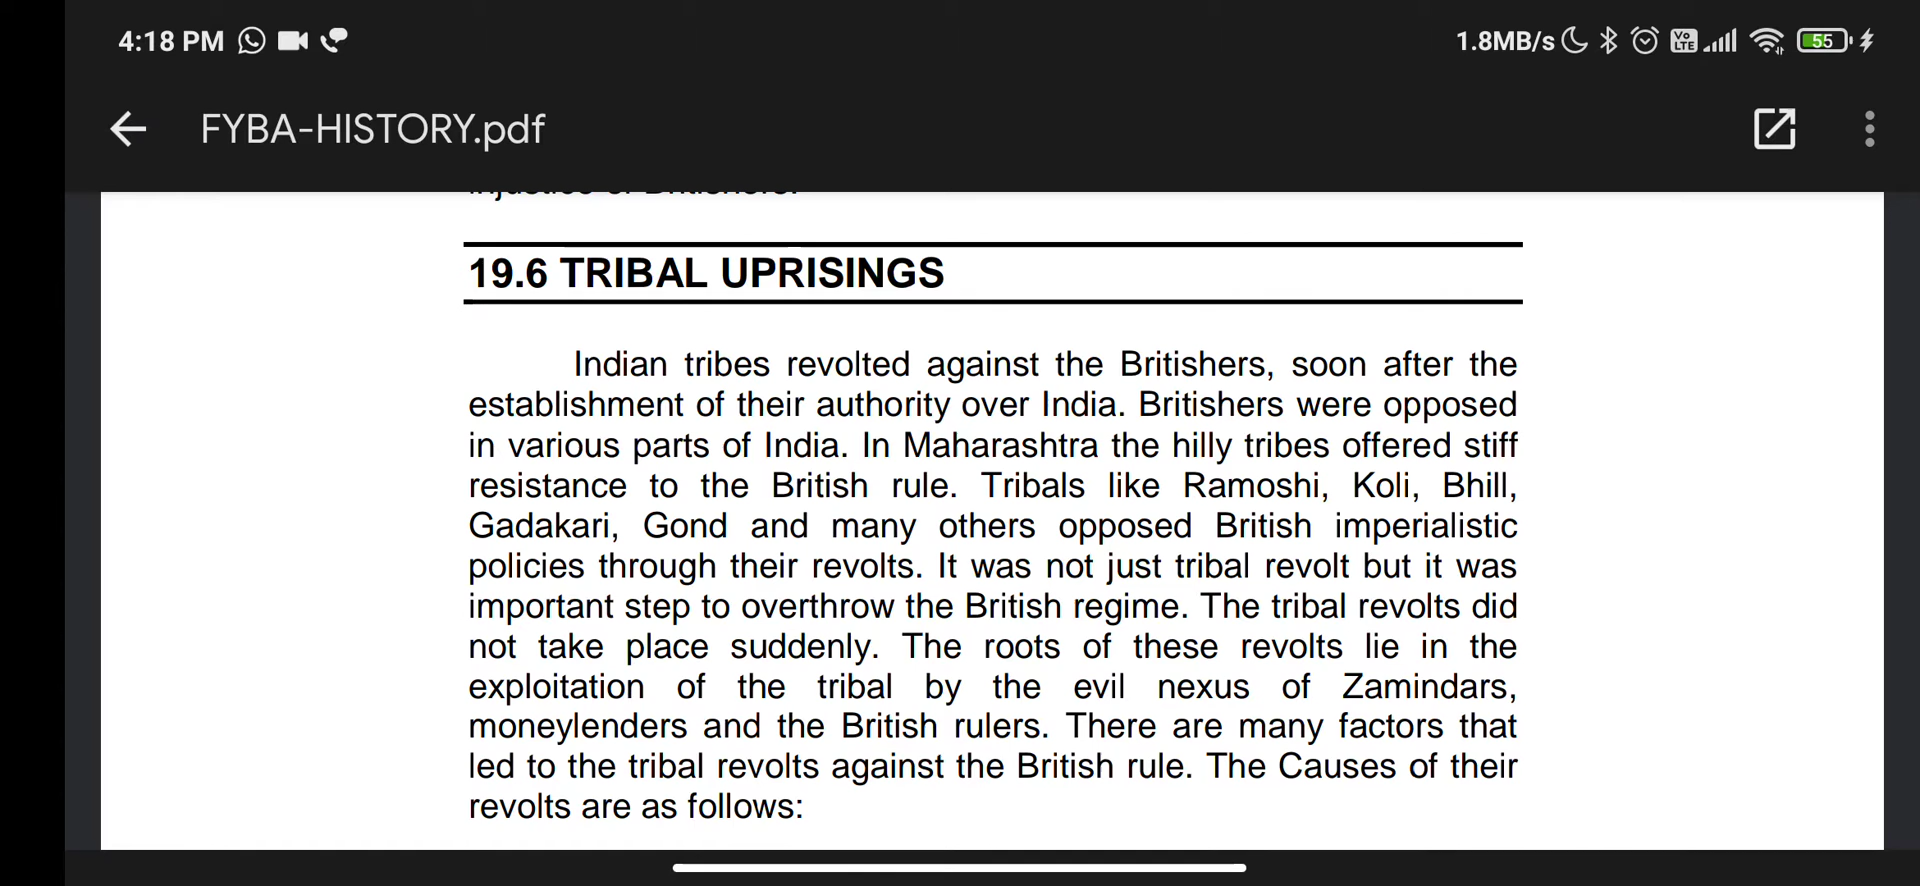 4:18 PM
1.8MB/s VoLTE 55
FYBA-HISTORY.pdf
injustice of Britishers.
19.6 TRIBAL UPRISINGS
Indian tribes revolted against the Britishers, soon after the
establishment of their authority over India. Britishers were opposed
in various parts of India. In Maharashtra the hilly tribes offered stiff
resistance to the British rule. Tribals like Ramoshi, Koli, Bhill,
Gadakari, Gond and many others opposed British imperialistic
policies through their revolts. It was not just tribal revolt but it was
important step to overthrow the British regime. The tribal revolts did
not take place suddenly. The roots of these revolts lie in the
exploitation of the tribal by the evil nexus of Zamindars,
moneylenders and the British rulers. There are many factors that
led to the tribal revolts against the British rule. The Causes of their
revolts are as follows: